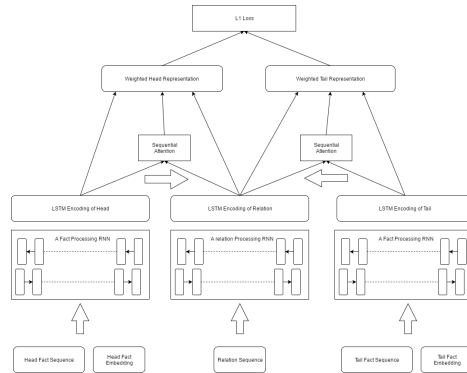 L1 Loss
Weighted Head Representation
Weighted Tail Representation
Sequential
Attention
Sequential
Attention
LSTM Encoding of Head
LSTM Encoding of Relation
LSTM Encoding of Tail
A Fact Processing RNN
A relation Processing RNN
A Fact Processing RNN
Head Fact Sequence
Head Fact
Embedding
Relation Sequence
Tail Fact Sequence
Tail Fact
Embedding